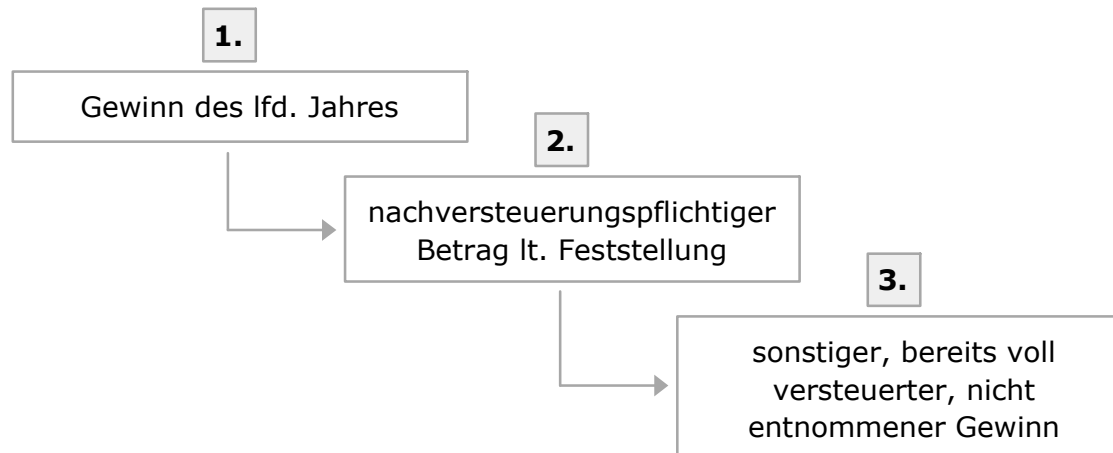 1.
Gewinn des lfd. Jahres
2.
nachversteuerungspflichtiger
Betrag lt. Feststellung
3.
sonstiger, bereits voll
versteuerter, nicht
entnommener Gewinn